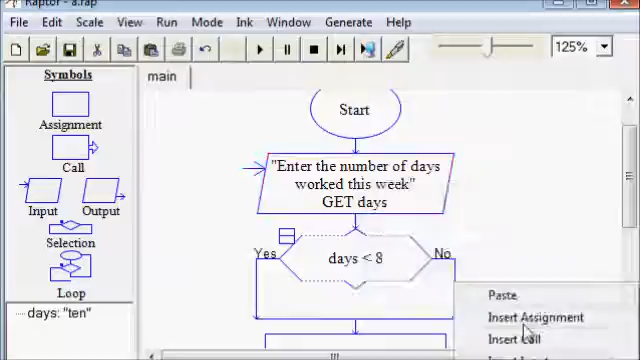 Raptor - a.rap
File Edit Scale View Run Mode Ink Window Generate Help
125%
Symbols
Assignment
Call
Input Output
Selection
Loop
days: "ten"
main
Start
"Enter the number of days
worked this week"
GET days
Yes
days < 8
No
Paste
Insert Assignment
Insert Call